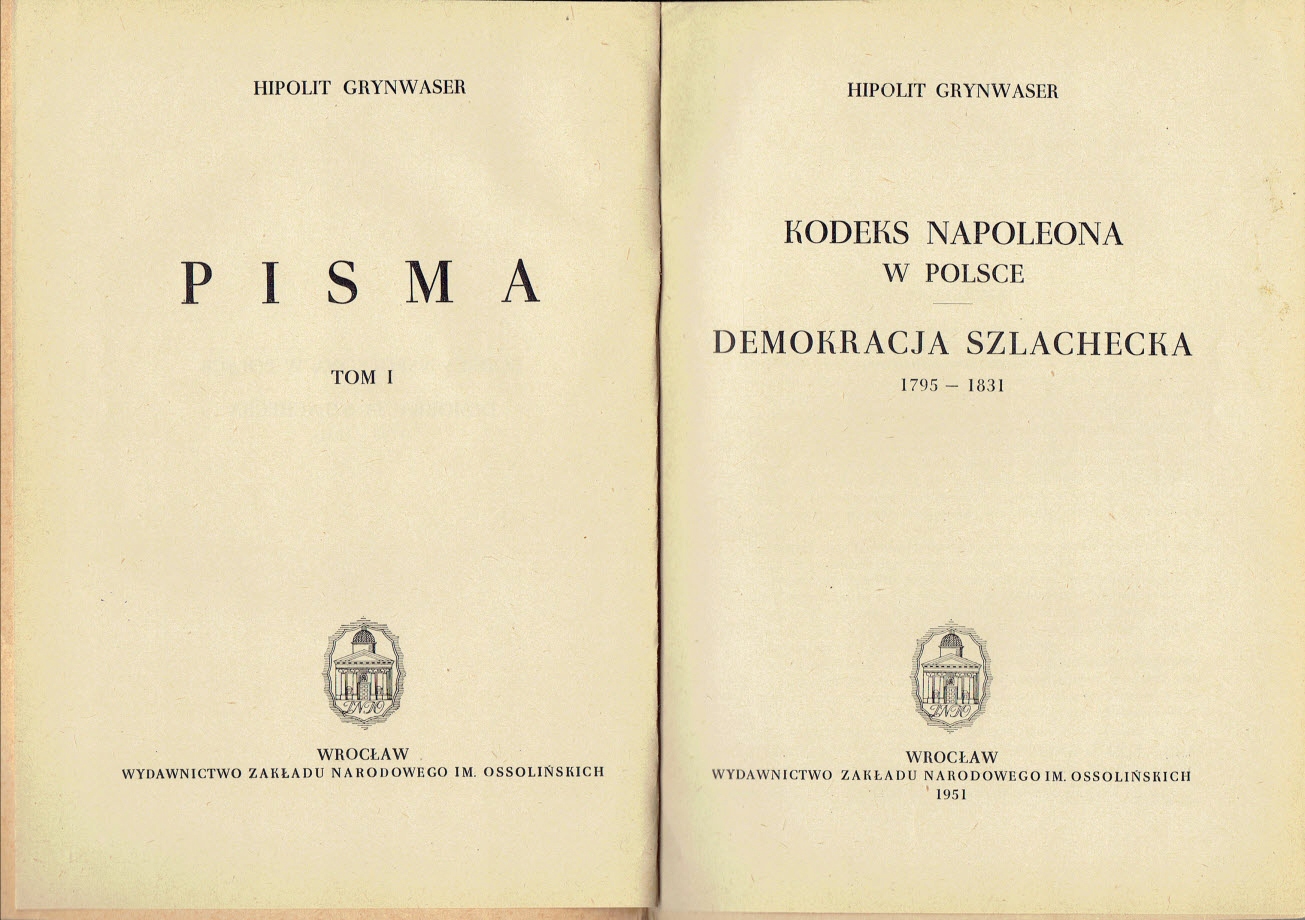 HIPOLIT GRYNWASER
PISMA
TOM I
WROCŁAW
WYDAWNICTWO ZAKŁADU NARODOWEGO IM. OSSOLIŃSKICH
HIPOLIT GRYNWASER
KODEKS NAPOLEONA
W POLSCE
DEMOKRACJA SZLACHECKA
1795 — 1831
WROCŁAW
WYDAWNICTWO ZAKŁADU NARODOWEGO IM. OSSOLIŃSKICH
1951